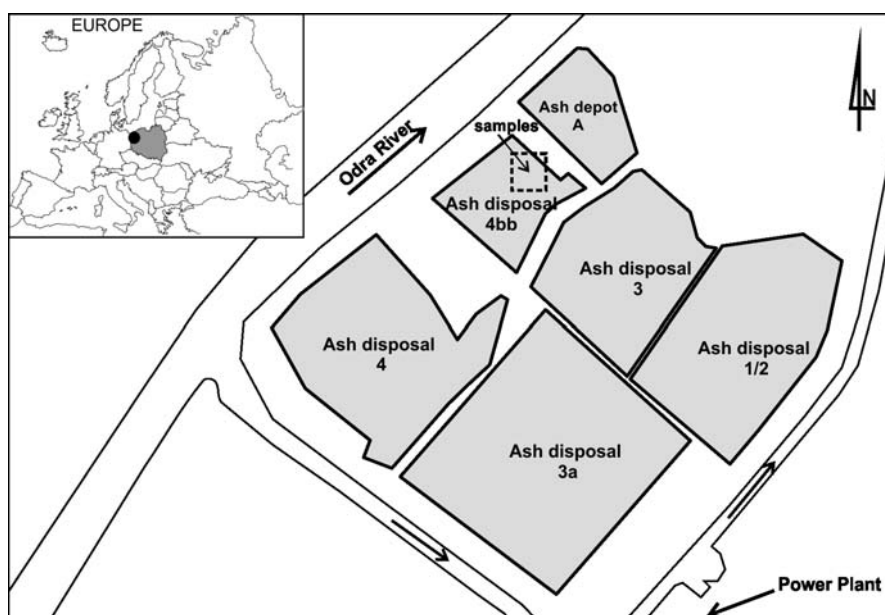 EUROPE
N
Ash depot
A
samples
Odra River
Ash disposal
4bb
Ash disposal
3
Ash disposal
4
Ash disposal
1/2
Ash disposal
3a
Power Plant